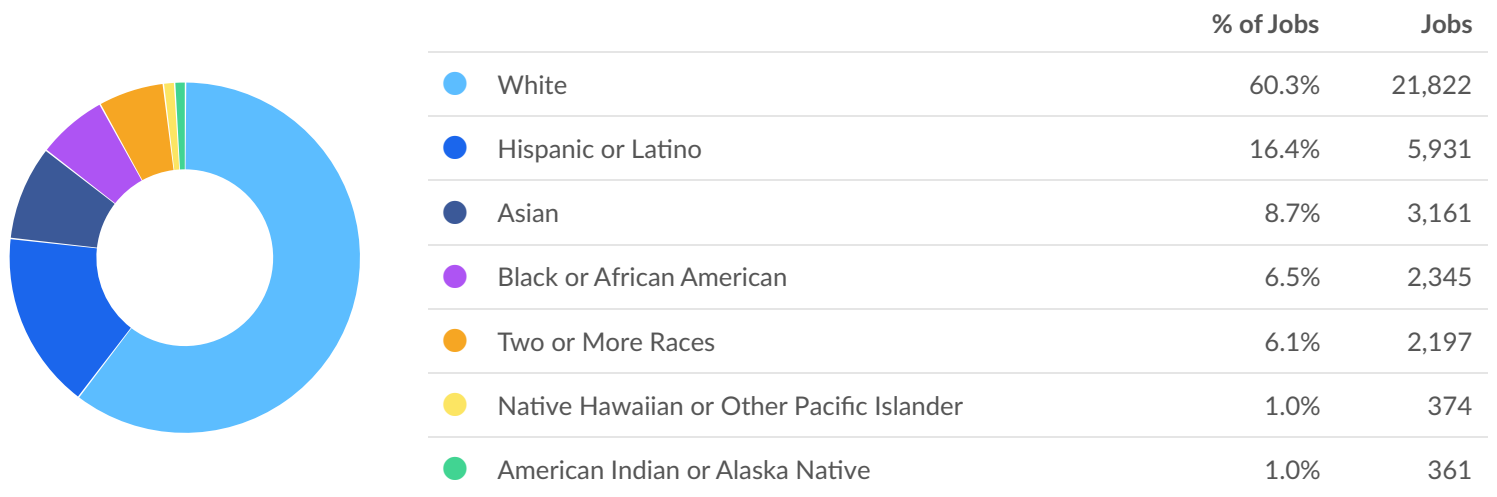 % of Jobs Jobs
White 60.3% 21,822
Hispanic or Latino 16.4% 5,931
Asian 8.7% 3,161
Black or African American 6.5% 2,345
Two or More Races 6.1% 2,197
Native Hawaiian or Other Pacific Islander 1.0% 374
American Indian or Alaska Native 1.0% 361